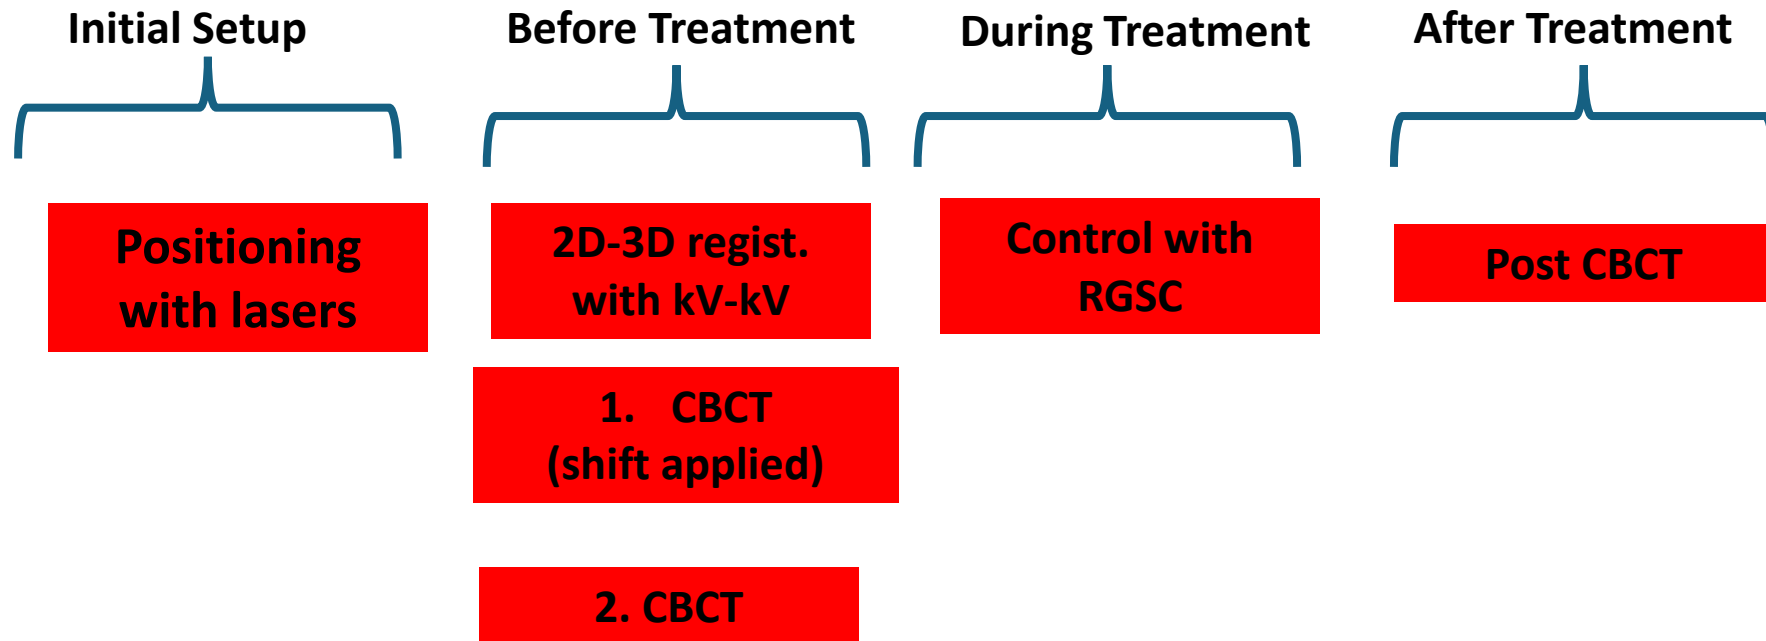 Initial Setup
Before Treatment
During Treatment
After Treatment
Positioning
with lasers
2D-3D regist.
with kV-kV
Control with
RGSC
Post CBCT
1. CBCT
(shift applied)
2. CBCT